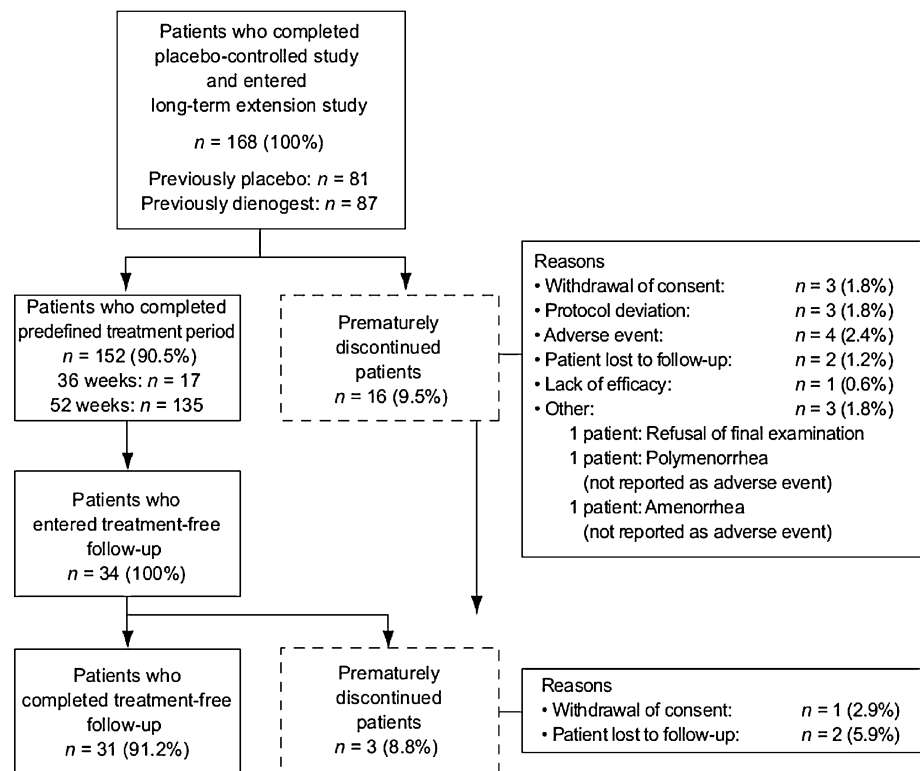 Patients who completed
placebo-controlled study
and entered
long-term extension study
n = 168 (100%)
Previously placebo: n = 81
Previously dienogest: n = 87
Patients who completed
predefined treatment period
n = 152 (90.5%)
36 weeks: n = 17
52 weeks: n = 135
Prematurely
discontinued
patients
n = 16 (9.5%)
Reasons
• Withdrawal of consent: n = 3 (1.8%)
• Protocol deviation: n = 3 (1.8%)
• Adverse event: n = 4 (2.4%)
• Patient lost to follow-up: n = 2 (1.2%)
• Lack of efficacy: n = 1 (0.6%)
• Other: n = 3 (1.8%)
1 patient: Refusal of final examination
1 patient: Polymenorrhea
(not reported as adverse event)
1 patient: Amenorrhea
(not reported as adverse event)
Patients who
entered treatment-free
follow-up
n = 34 (100%)
Patients who
completed treatment-free
follow-up
n = 31 (91.2%)
Prematurely
discontinued
patients
n = 3 (8.8%)
Reasons
• Withdrawal of consent: n = 1 (2.9%)
• Patient lost to follow-up: n = 2 (5.9%)